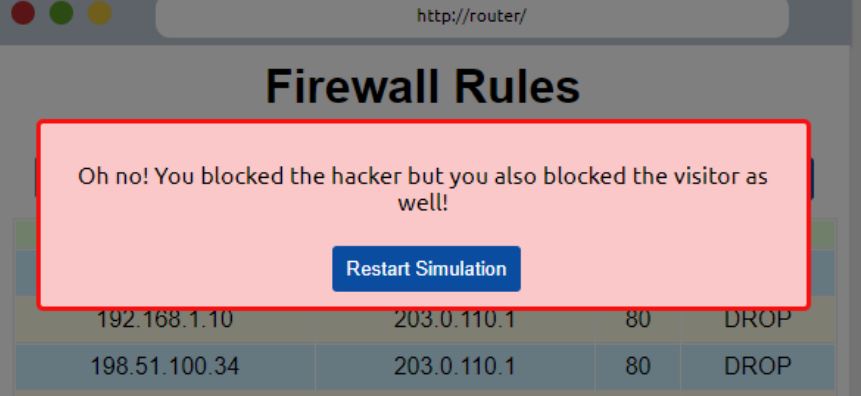 http://router/
Firewall Rules
Oh no! You blocked the hacker but you also blocked the visitor as
well!
Restart Simulation
192.168.1.10 203.0.110.1 80 DROP
198.51.100.34 203.0.110.1 80 DROP